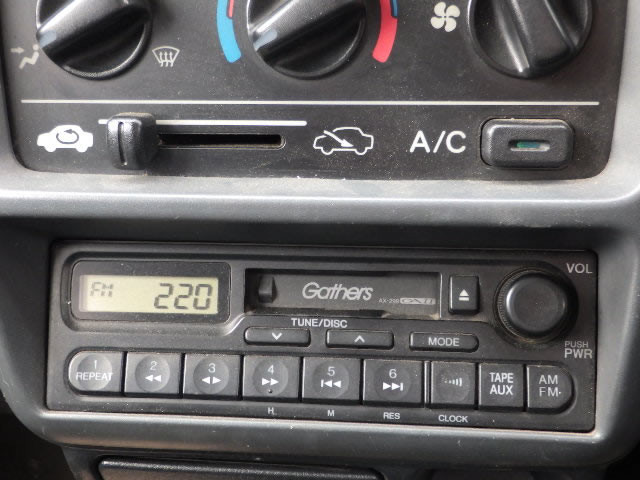 A/C
VOL
FM 220
Gathers
TUNE/DISC
MODE
PUSH
PWR
1 2 3 4 5 6
REPEAT
TAPE AUX
AM FM
H. M RES CLOCK